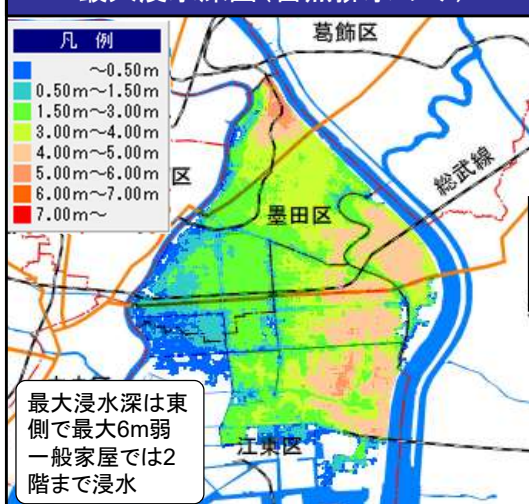 凡 例
～0.50m
0.50m～1.50m
1.50m～3.00m
3.00m～4.00m
4.00m～5.00m
5.00m～6.00m
6.00m～7.00m
7.00m～
葛飾区
区
総武線
墨田区
江東区
最大浸水深は東
側で最大6m弱
一般家屋では2
階まで浸水